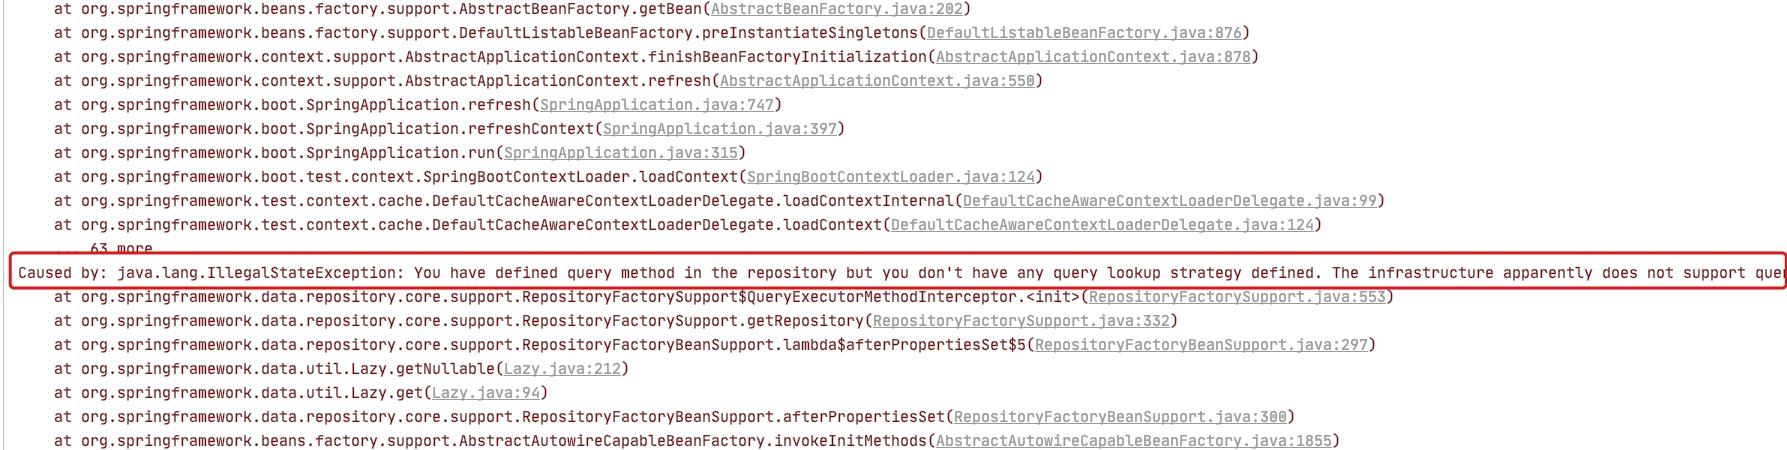 at org.springframework.beans.factory.support.AbstractBeanFactory.getBean(AbstractBeanFactory.java:202)
at org.springframework.beans.factory.support.DefaultListableBeanFactory.preInstantiateSingletons(DefaultListableBeanFactory.java:876)
at org.springframework.context.support.AbstractApplicationContext.finishBeanFactoryInitialization(AbstractApplicationContext.java:878)
at org.springframework.context.support.AbstractApplicationContext.refresh(AbstractApplicationContext.java:550)
at org.springframework.boot.SpringApplication.refresh(SpringApplication.java:747)
at org.springframework.boot.SpringApplication.refreshContext(SpringApplication.java:397)
at org.springframework.boot.SpringApplication.run(SpringApplication.java:315)
at org.springframework.boot.test.context.SpringBootContextLoader.loadContext(SpringBootContextLoader.java:124)
at org.springframework.test.context.cache.DefaultCacheAwareContextLoaderDelegate.loadContextInternal(DefaultCacheAwareContextLoaderDelegate.java:99)
at org.springframework.test.context.cache.DefaultCacheAwareContextLoaderDelegate.loadContext(DefaultCacheAwareContextLoaderDelegate.java:124)
... 63 more
Caused by: java.lang.IllegalStateException: You have defined query method in the repository but you don't have any query lookup strategy defined. The infrastructure apparently does not support que
at org.springframework.data.repository.core.support.RepositoryFactorySupport$QueryExecutorMethodInterceptor.<init>(RepositoryFactorySupport.java:553)
at org.springframework.data.repository.core.support.RepositoryFactorySupport.getRepository(RepositoryFactorySupport.java:332)
at org.springframework.data.repository.core.support.RepositoryFactoryBeanSupport.lambda$afterPropertiesSet$5(RepositoryFactoryBeanSupport.java:297)
at org.springframework.data.util.Lazy.getNullable(Lazy.java:212)
at org.springframework.data.util.Lazy.get(Lazy.java:94)
at org.springframework.data.repository.core.support.RepositoryFactoryBeanSupport.afterPropertiesSet(RepositoryFactoryBeanSupport.java:300)
at org.springframework.beans.factory.support.AbstractAutowireCapableBeanFactory.invokeInitMethods(AbstractAutowireCapableBeanFactory.java:1855)